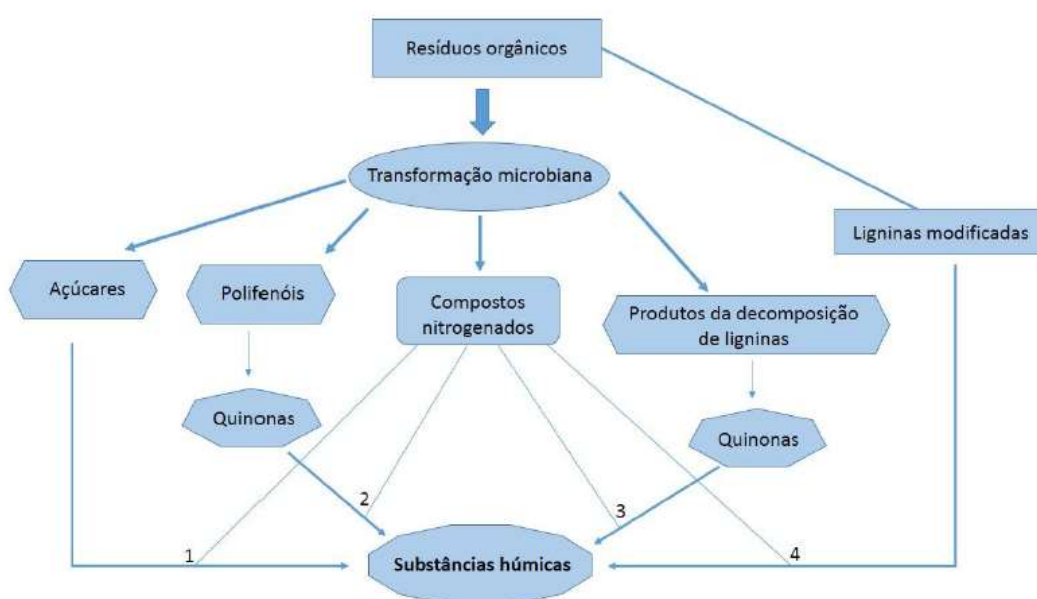 Resíduos orgânicos
Transformação microbiana
Ligninas modificadas
Açúcares
Polifenóis
Compostos
nitrogenados
Produtos da decomposição
de ligninas
Quinonas
Quinonas
2
3
1
4
Substâncias húmicas